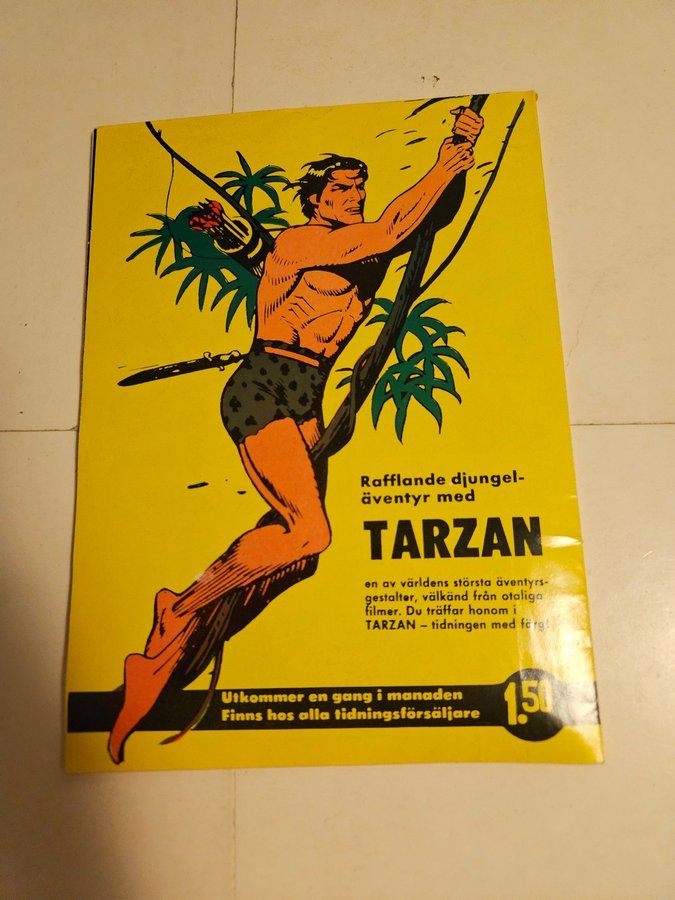 Rafflande djungel-
äventyr med
TARZAN
en av världens största äventyrs-
gestalter, välkänd från otaliga
filmer. Du träffar honom i
TARZAN – tidningen med färg!
Utkommer en gang i manaden
Finns hos alla tidningsförsäljare
1.50